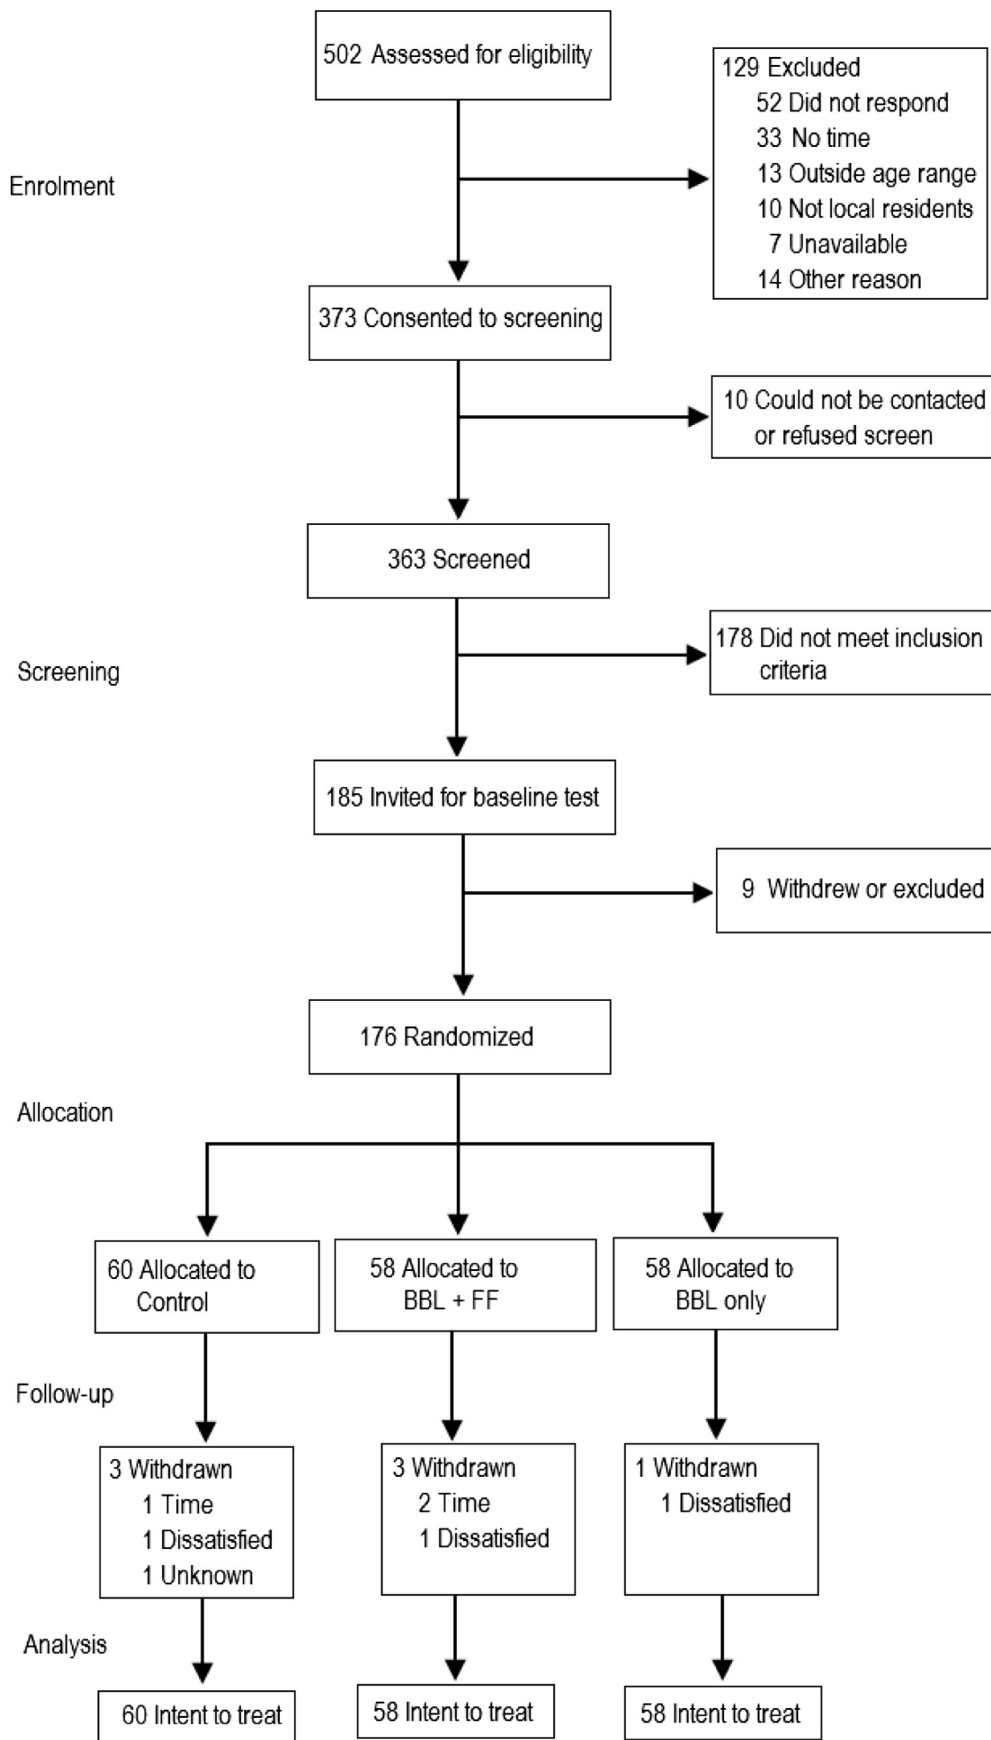 502 Assessed for eligibility
129 Excluded
52 Did not respond
33 No time
13 Outside age range
10 Not local residents
7 Unavailable
14 Other reason
Enrolment
373 Consented to screening
10 Could not be contacted
or refused screen
363 Screened
178 Did not meet inclusion
criteria
Screening
185 Invited for baseline test
9 Withdrew or excluded
176 Randomized
Allocation
60 Allocated to
Control
58 Allocated to
BBL + FF
58 Allocated to
BBL only
Follow-up
3 Withdrawn
1 Time
1 Dissatisfied
1 Unknown
3 Withdrawn
2 Time
1 Dissatisfied
1 Withdrawn
1 Dissatisfied
Analysis
60 Intent to treat
58 Intent to treat
58 Intent to treat